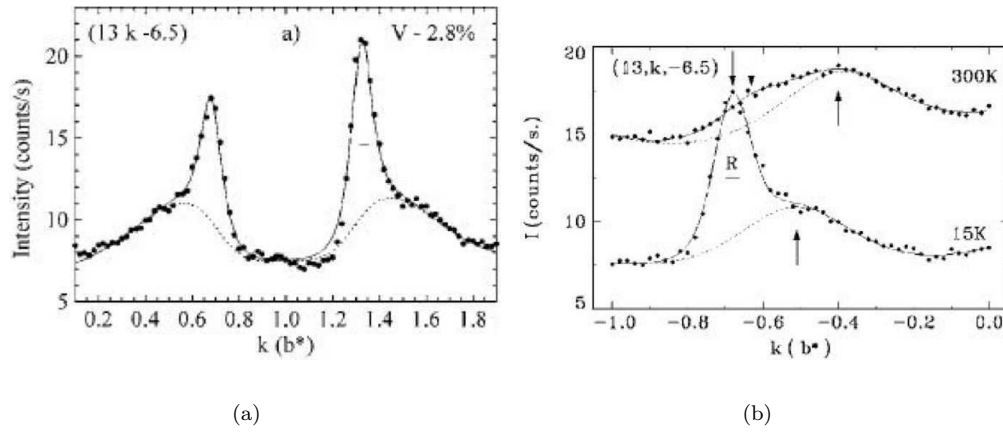 (13 k -6.5) a) V - 2.8%
Intensity (counts/s)
20
15
10
5
0.2 0.4 0.6 0.8 1.0 1.2 1.4 1.6 1.8
k (b*)
(a)
(13,k,-6.5)
300K
R
15K
I (counts/s.)
20
15
10
5
-1.0 -0.8 -0.6 -0.4 -0.2 0.0
k ( b* )
(b)